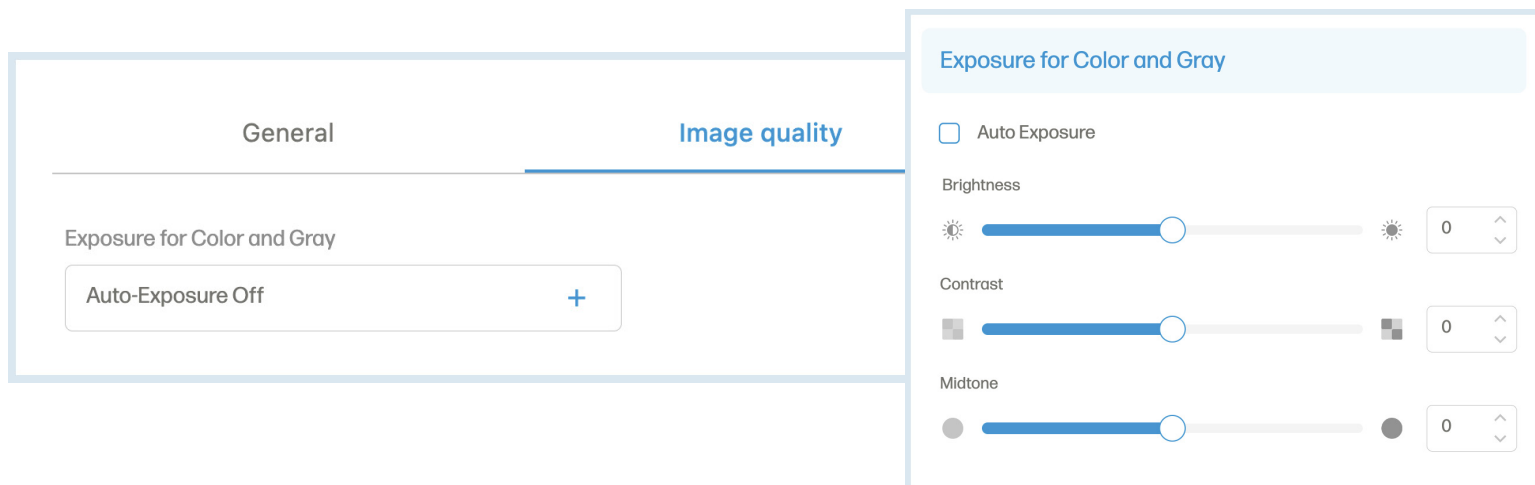 General
Image quality
Exposure for Color and Gray
Auto-Exposure Off
+
Exposure for Color and Gray
Auto Exposure
Brightness
0
Contrast
0
Midtone
0